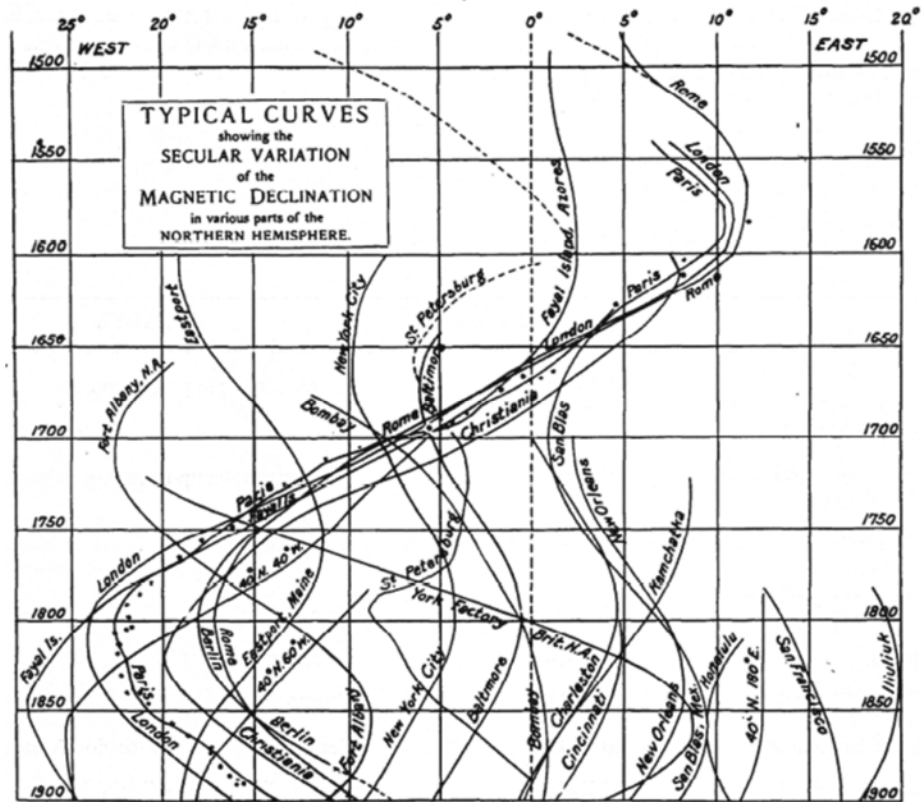 25° 20° 15° 10° 5° 0° 5° 10° 15° 20°
WEST EAST
1500 1500
TYPICAL CURVES
showing the
SECULAR VARIATION
of the
MAGNETIC DECLINATION
in various parts of the
NORTHERN HEMISPHERE.
Rome
London
Paris
1550 1550
1600 1600
Eastport
New York City
St Petersburg
Fayal Island, Azores
Paris
Rome
London
1650 1650
Baltimore
Fort Albany, N.A.
Bombay
Rome
Christiania
San Blas
1700 1700
Paris
New Orleans
1750 1750
London
40° N. 40° W.
St Petersburg
Kamchatka
Eastport, Maine
York Factory Brit. N.A.
1800 1800
Fayal Is.
Rome
Berlin
40° N. 60° W.
New York City
Baltimore
Bombay
Charleston
Cincinnati
New Orleans
San Blas, Mex.
Honolulu
40° N. 180° E.
San Francisco
Iliuliuk
1850 1850
Paris
London
Berlin
Christiania
1900 1900